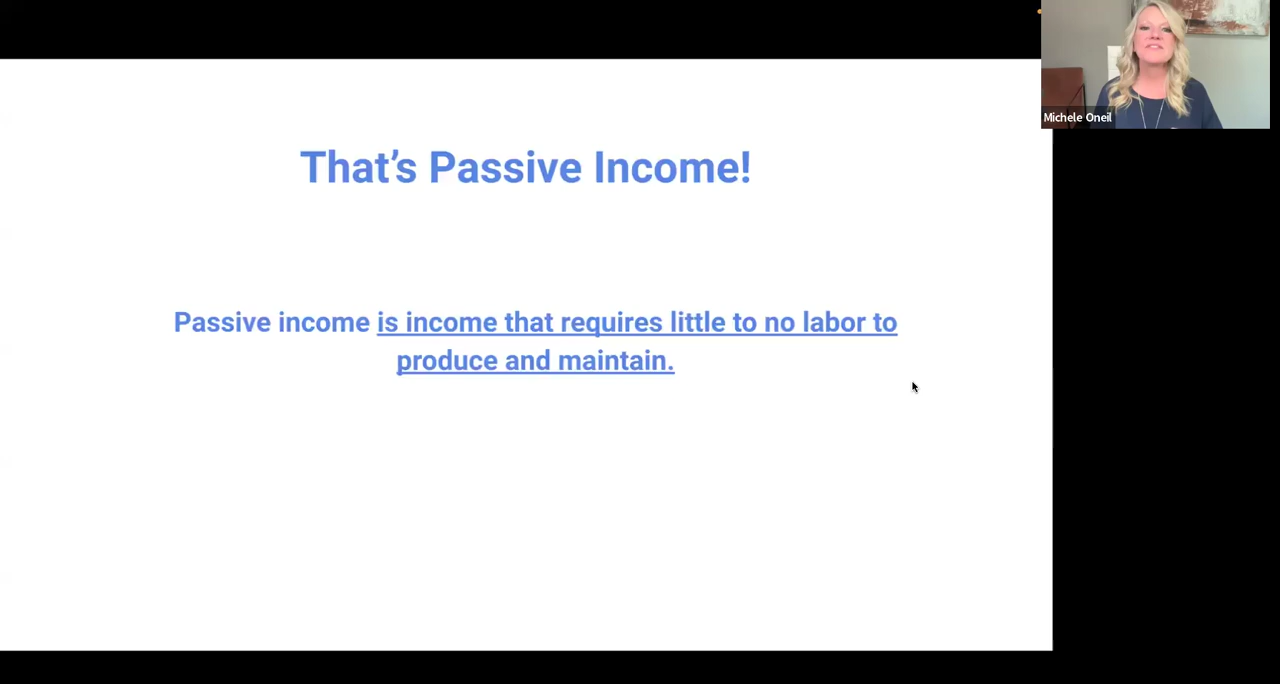 Michele Oneil
That’s Passive Income!
Passive income is income that requires little to no labor to
produce and maintain.